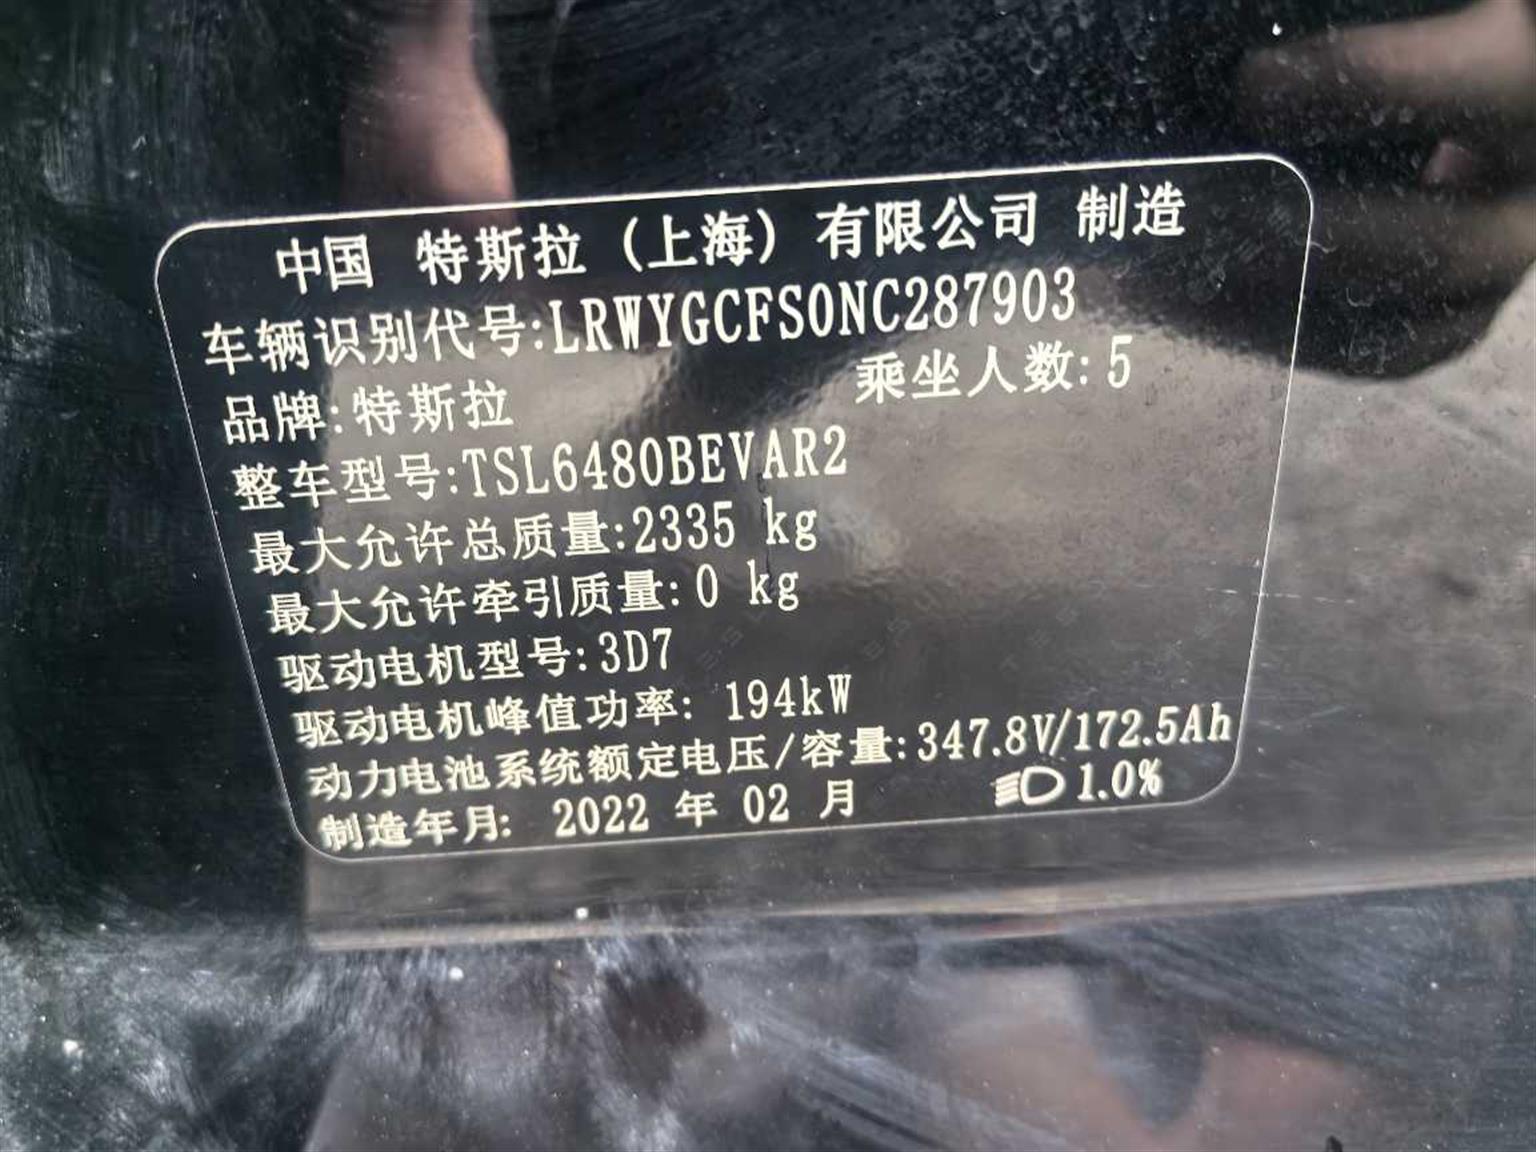 中国 特斯拉（上海）有限公司 制造
车辆识别代号:LRWYGCFS0NC287903
品牌:特斯拉 乘坐人数:5
整车型号:TSL6480BEVAR2
最大允许总质量:2335 kg
最大允许牵引质量:0 kg
驱动电机型号:3D7
驱动电机峰值功率: 194kW
动力电池系统额定电压/容量:347.8V/172.5Ah
制造年月: 2022 年 02 月 1.0%